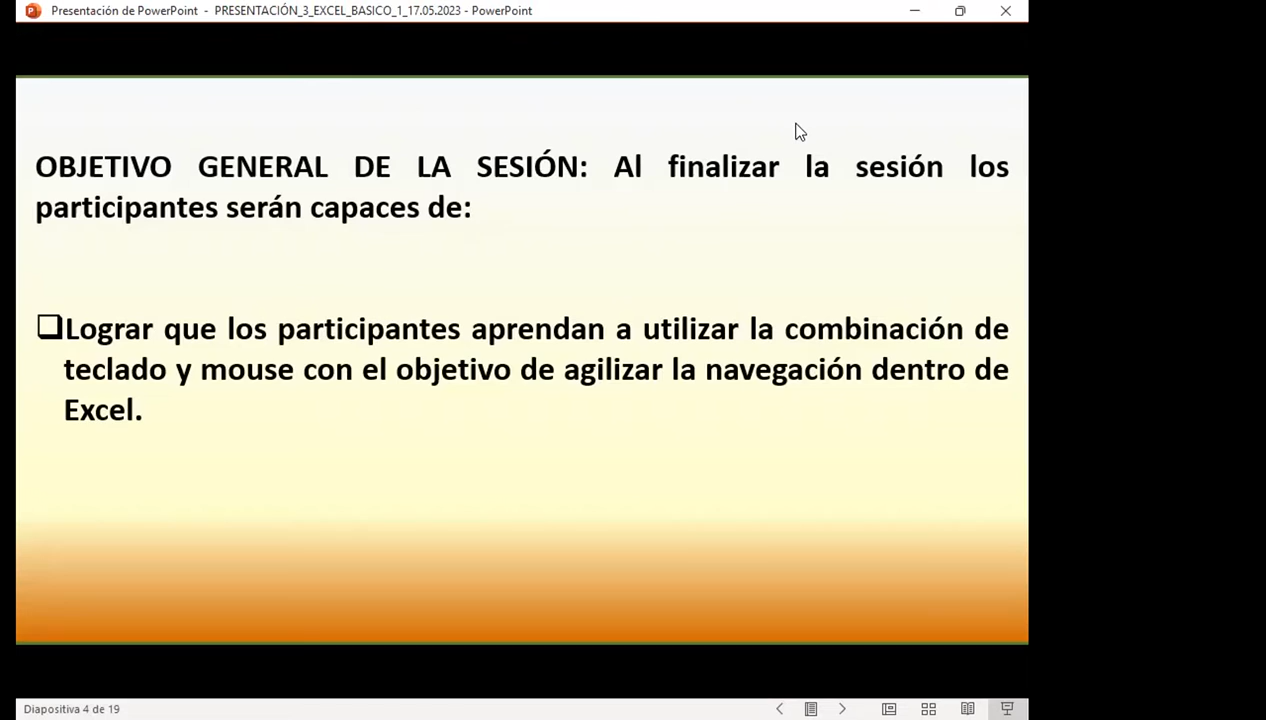 Presentación de PowerPoint - PRESENTACIÓN_3_EXCEL_BASICO_1_17.05.2023 - PowerPoint
OBJETIVO GENERAL DE LA SESIÓN: Al finalizar la sesión los
participantes serán capaces de:
Lograr que los participantes aprendan a utilizar la combinación de
teclado y mouse con el objetivo de agilizar la navegación dentro de
Excel.
Diapositiva 4 de 19